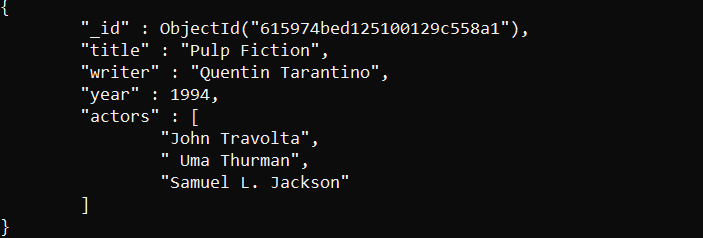 {
"_id" : ObjectId("615974bed125100129c558a1"),
"title" : "Pulp Fiction",
"writer" : "Quentin Tarantino",
"year" : 1994,
"actors" : [
"John Travolta",
" Uma Thurman",
"Samuel L. Jackson"
]
}